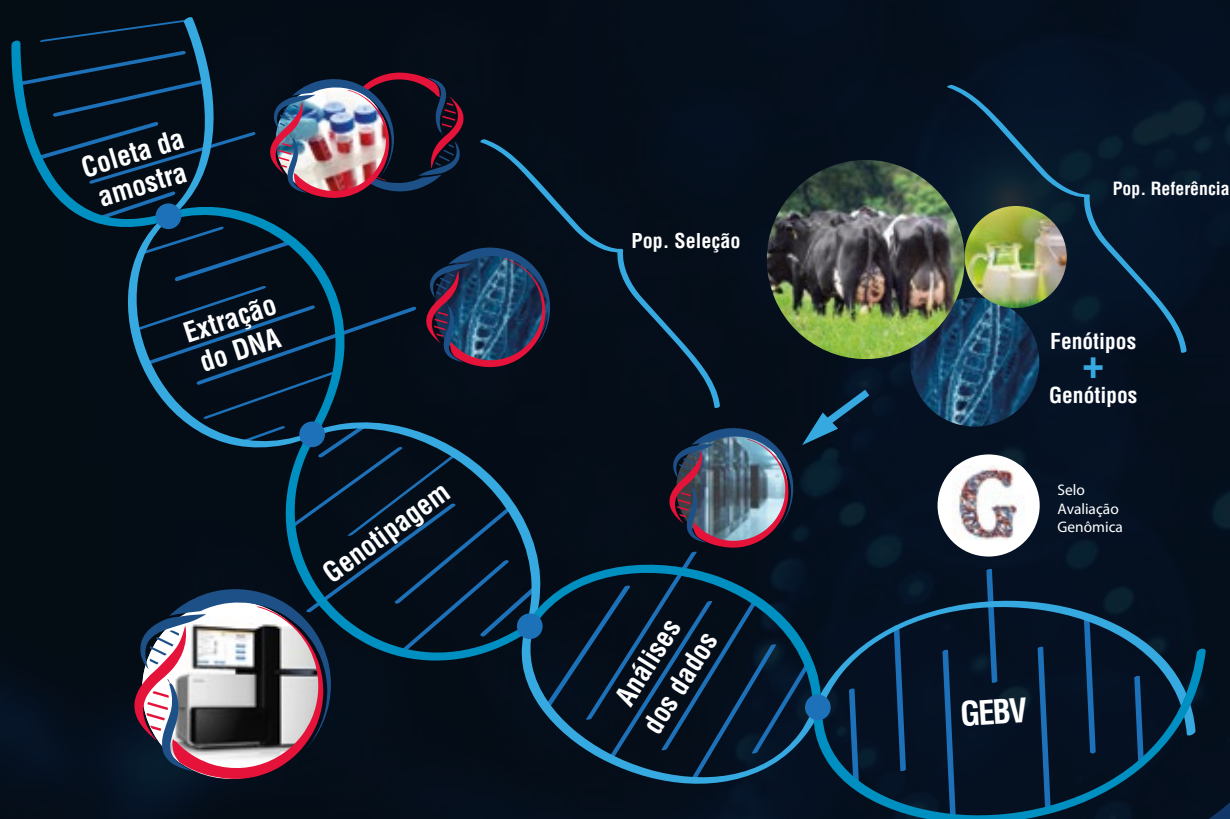 Coleta da
amostra
Pop. Seleção
Pop. Referência
Extração
do DNA
Fenótipos
+
Genótipos
Genotipagem
G
Selo
Avaliação
Genômica
Análises
dos dados
GEBV